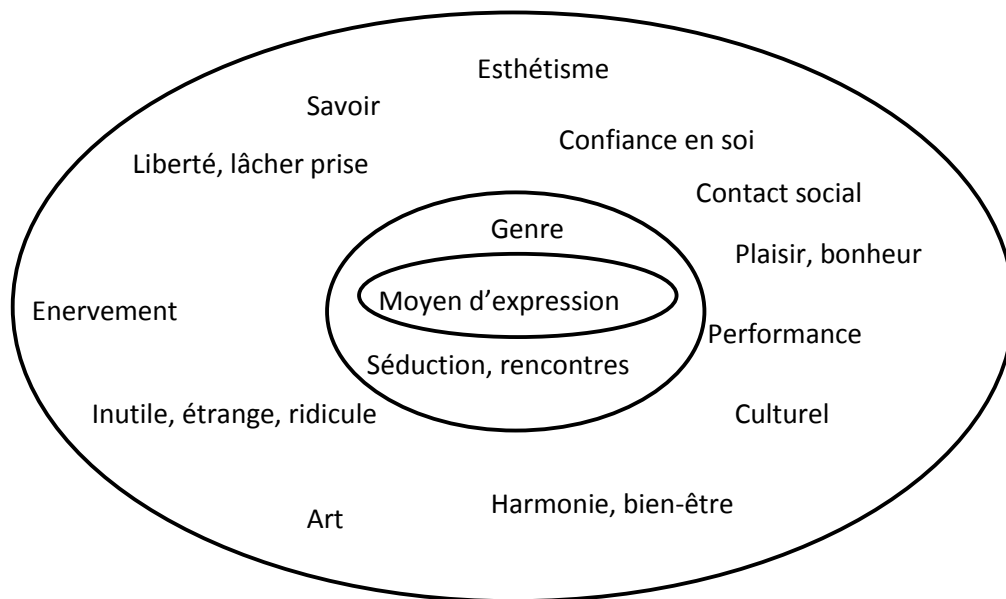 Esthétisme
Savoir
Confiance en soi
Liberté, lâcher prise
Contact social
Genre
Plaisir, bonheur
Moyen d'expression
Enervement
Performance
Séduction, rencontres
Inutile, étrange, ridicule
Culturel
Harmonie, bien-être
Art